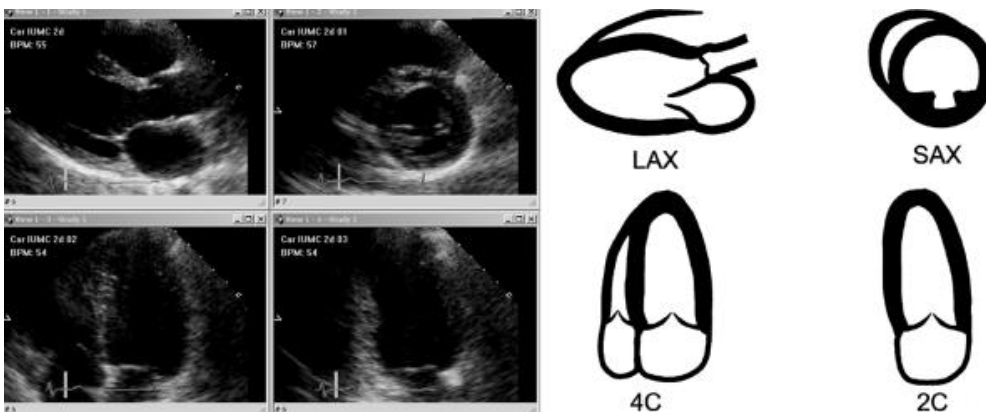 Car IUMC 2d
BPM: 55
Car IUMC 2d 01
BPM: 57
Car IUMC 2d 02
BPM: 54
Car IUMC 2d 03
BPM: 54
LAX
SAX
4C
2C